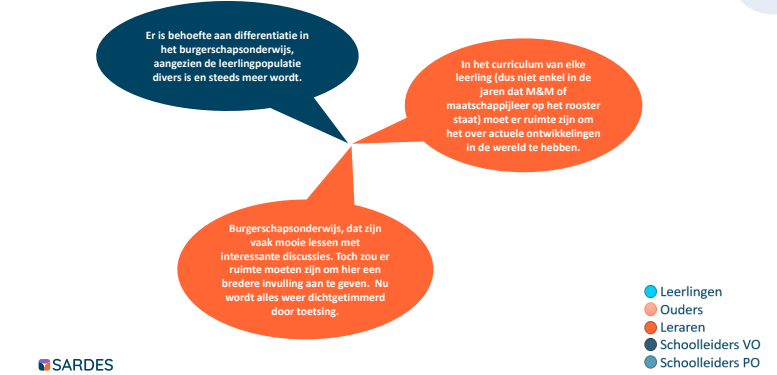 Er is behoefte aan differentiatie in
het burgerschapsonderwijs,
aangezien de leerlingpopulatie
divers is en steeds meer wordt.
In het curriculum van elke
leerling (dus niet enkel in de
jaren dat M&M of
maatschappijleer op het rooster
staat) moet er ruimte zijn om
het over actuele ontwikkelingen
in de wereld te hebben.
Burgerschapsonderwijs, dat zijn
vaak mooie lessen met
interessante discussies. Toch zou er
ruimte moeten zijn om hier een
bredere invulling aan te geven. Nu
wordt alles weer dichtgetimmerd
door toetsing.
Leerlingen
Ouders
Leraren
Schoolleiders VO
Schoolleiders PO
SARDES